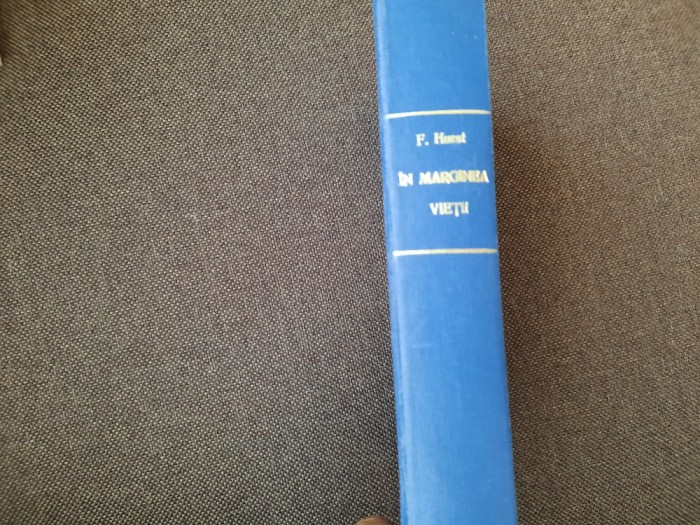 F. Hurst
ÎN MARGINEA
VIEȚII